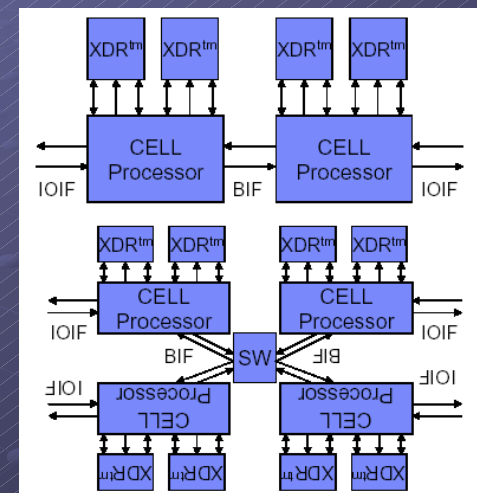 XDR™ XDR™ XDR™ XDR™
CELL Processor CELL Processor
IOIF BIF IOIF
XDR™ XDR™ XDR™ XDR™
CELL Processor CELL Processor
IOIF BIF SW BIF IOIF
IOIF IOIF
CELL Processor CELL Processor
XDR™ XDR™ XDR™ XDR™